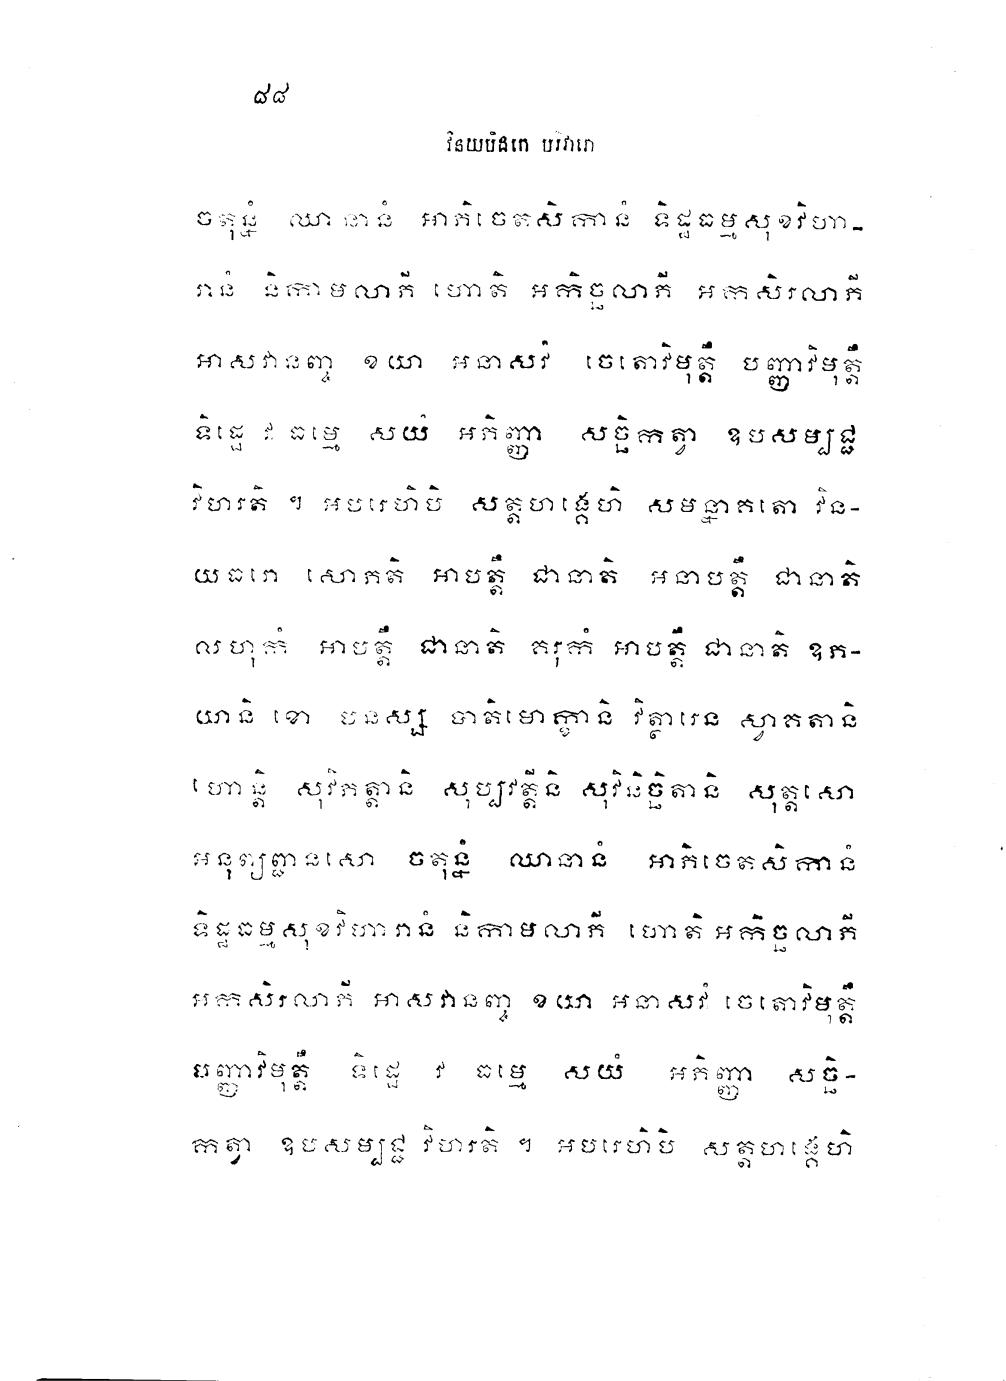 ៨៨
វិនយបិដកេ បរិវារោ
ចតុន្នំ ឈានានំ អាភិចេតសិកានំ ទិដ្ឋធម្មសុខវិហា-
រានំ និកាមលាភី ហោតិ អកិច្ឆលាភី អកសិរលាភី
អាសវានញ្ច ខយា អនាសវំ ចេតោវិមុត្តឹ បញ្ញាវិមុត្តឹ
ទិដ្ឋេ វ ធម្មេ សយំ អភិញ្ញា សច្ឆិកត្វា ឧបសម្បជ្ជ
វិហរតិ ។ អបរេហិបិ សត្តហង្គេហិ សមន្នាគតោ វិន-
យធរោ សោភតិ អាបត្តឹ ជានាតិ អនាបត្តឹ ជានាតិ
លហុកំ អាបត្តឹ ជានាតិ គរុកំ អាបត្តឹ ជានាតិ ឧភ-
យានិ ខោ បនស្ស បាតិមោក្ខានិ វិត្ថារេន ស្វាគតានិ
ហោន្តិ សុវិភត្តានិ សុប្បវត្តីនិ សុវិនិច្ឆិតានិ សុត្តសោ
អនុព្យព្ជានសោ ចតុន្នំ ឈានានំ អាភិចេតសិកានំ
ទិដ្ឋធម្មសុខវិហារានំ និកាមលាភី ហោតិ អកិច្ឆលាភី
អកសិរលាភី អាសវានញ្ច ខយា អនាសវំ ចេតោវិមុត្តឹ
បញ្ញាវិមុត្តឹ ទិដ្ឋេ វ ធម្មេ សយំ អភិញ្ញា សច្ឆិ-
កត្វា ឧបសម្បជ្ជ វិហរតិ ។ អបរេហិបិ សត្តហង្គេហិ